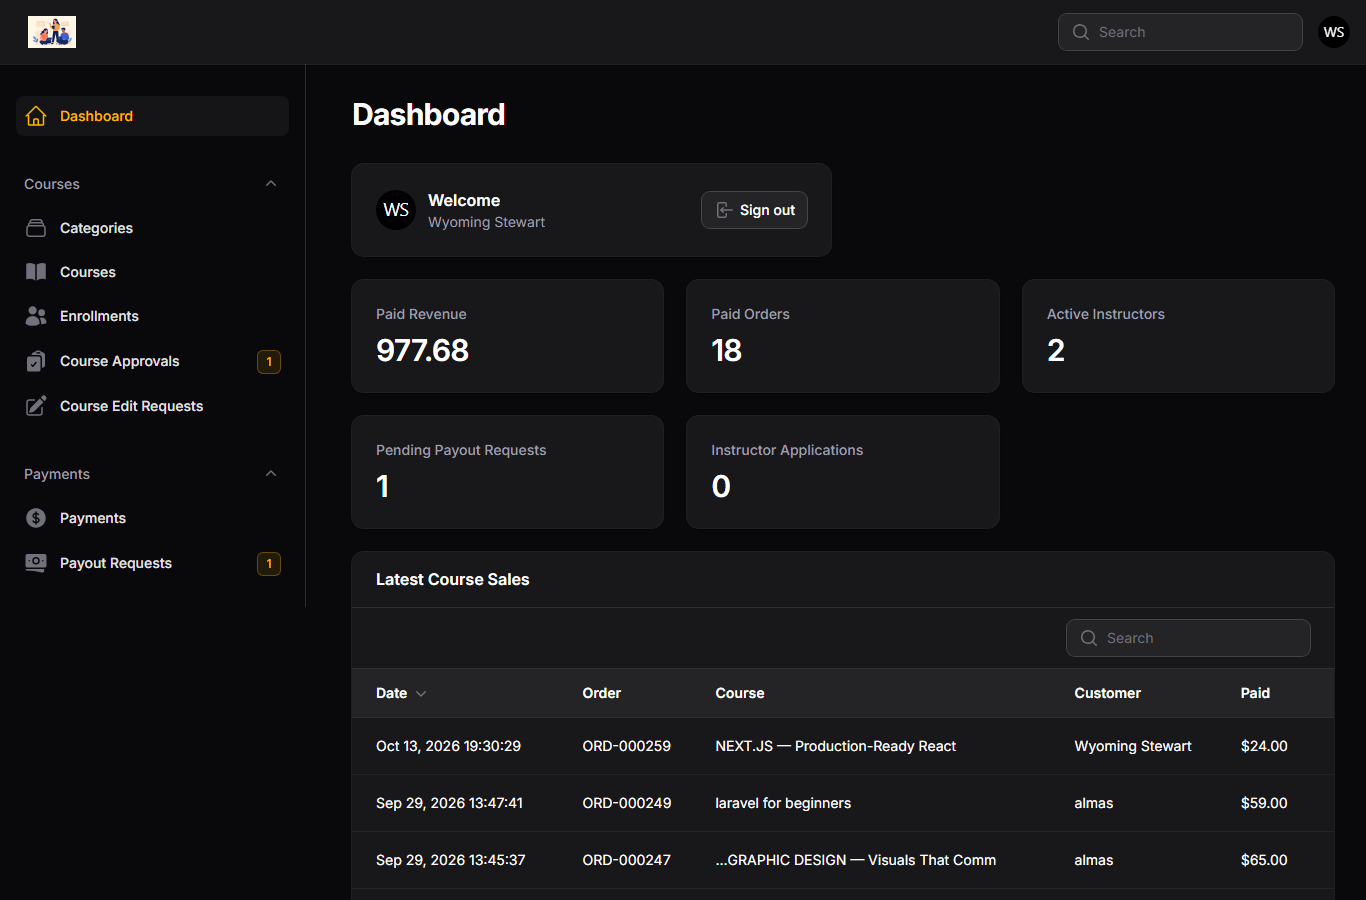 Search
WS
Dashboard
Courses
Categories
Courses
Enrollments
Course Approvals 1
Course Edit Requests
Payments
Payments
Payout Requests 1
Dashboard
WS
Welcome
Wyoming Stewart
Sign out
Paid Revenue
977.68
Paid Orders
18
Active Instructors
2
Pending Payout Requests
1
Instructor Applications
0
Latest Course Sales
Search
Date Order Course Customer Paid
Oct 13, 2026 19:30:29 ORD-000259 NEXT.JS — Production-Ready React Wyoming Stewart $24.00
Sep 29, 2026 13:47:41 ORD-000249 laravel for beginners almas $59.00
Sep 29, 2026 13:45:37 ORD-000247 ...GRAPHIC DESIGN — Visuals That Comm almas $65.00